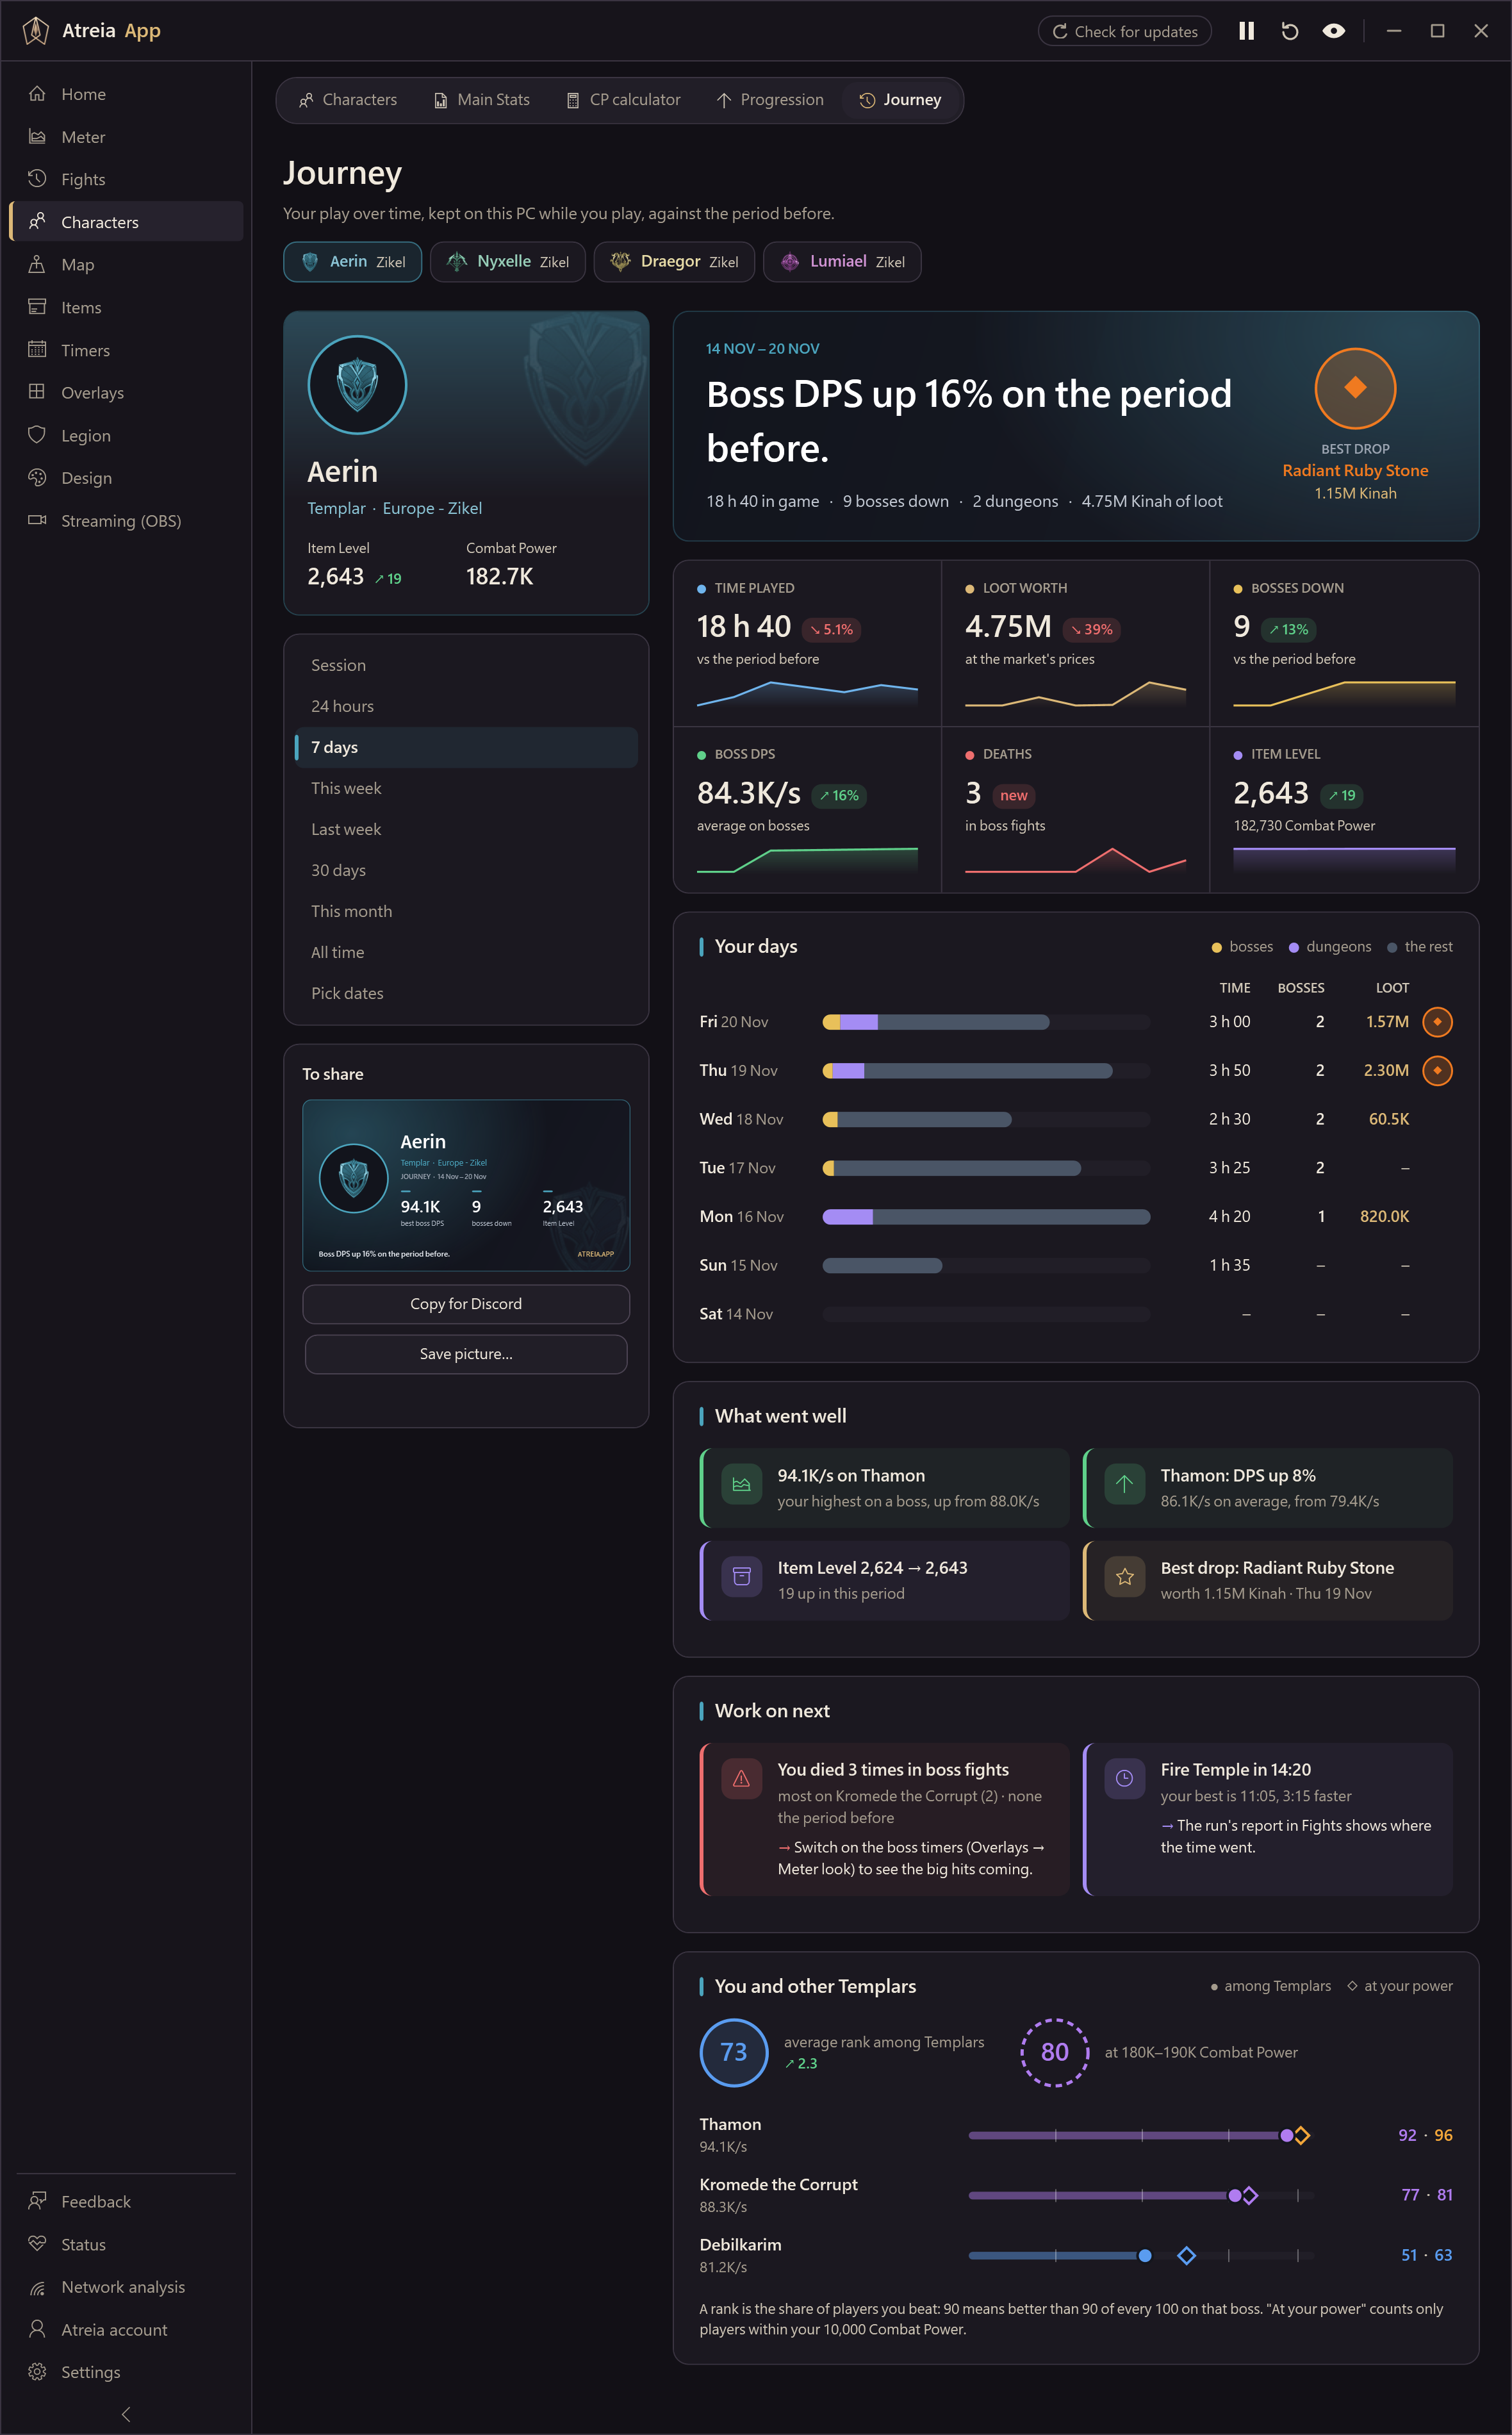 Atreia App
Check for updates
Home
Meter
Fights
Characters
Map
Items
Timers
Overlays
Legion
Design
Streaming (OBS)
Feedback
Status
Network analysis
Atreia account
Settings
Characters
Main Stats
CP calculator
Progression
Journey
Journey
Your play over time, kept on this PC while you play, against the period before.
Aerin Zikel
Nyxelle Zikel
Draegor Zikel
Lumiael Zikel
Aerin
Templar · Europe - Zikel
Item Level
Combat Power
2,643 ↗ 19
182.7K
Session
24 hours
7 days
This week
Last week
30 days
This month
All time
Pick dates
To share
Aerin
Templar · Europe - Zikel
JOURNEY · 14 Nov – 20 Nov
94.1K
9
2,643
best boss DPS
bosses down
Item Level
Boss DPS up 16% on the period before.
ATREIA.APP
Copy for Discord
Save picture...
14 NOV – 20 NOV
Boss DPS up 16% on the period
before.
18 h 40 in game · 9 bosses down · 2 dungeons · 4.75M Kinah of loot
BEST DROP
Radiant Ruby Stone
1.15M Kinah
TIME PLAYED
18 h 40 ↘ 5.1%
vs the period before
LOOT WORTH
4.75M ↘ 39%
at the market's prices
BOSSES DOWN
9 ↗ 13%
vs the period before
BOSS DPS
84.3K/s ↗ 16%
average on bosses
DEATHS
3 new
in boss fights
ITEM LEVEL
2,643 ↗ 19
182,730 Combat Power
Your days
bosses
dungeons
the rest
TIME BOSSES LOOT
Fri 20 Nov 3 h 00 2 1.57M
Thu 19 Nov 3 h 50 2 2.30M
Wed 18 Nov 2 h 30 2 60.5K
Tue 17 Nov 3 h 25 2 –
Mon 16 Nov 4 h 20 1 820.0K
Sun 15 Nov 1 h 35 – –
Sat 14 Nov – – –
What went well
94.1K/s on Thamon
your highest on a boss, up from 88.0K/s
Thamon: DPS up 8%
86.1K/s on average, from 79.4K/s
Item Level 2,624 → 2,643
19 up in this period
Best drop: Radiant Ruby Stone
worth 1.15M Kinah · Thu 19 Nov
Work on next
You died 3 times in boss fights
most on Kromede the Corrupt (2) · none
the period before
→ Switch on the boss timers (Overlays →
Meter look) to see the big hits coming.
Fire Temple in 14:20
your best is 11:05, 3:15 faster
→ The run's report in Fights shows where
the time went.
You and other Templars
among Templars
at your power
73
average rank among Templars
↗ 2.3
80
at 180K–190K Combat Power
Thamon
94.1K/s
92 · 96
Kromede the Corrupt
88.3K/s
77 · 81
Debilkarim
81.2K/s
51 · 63
A rank is the share of players you beat: 90 means better than 90 of every 100 on that boss. "At your power" counts only
players within your 10,000 Combat Power.